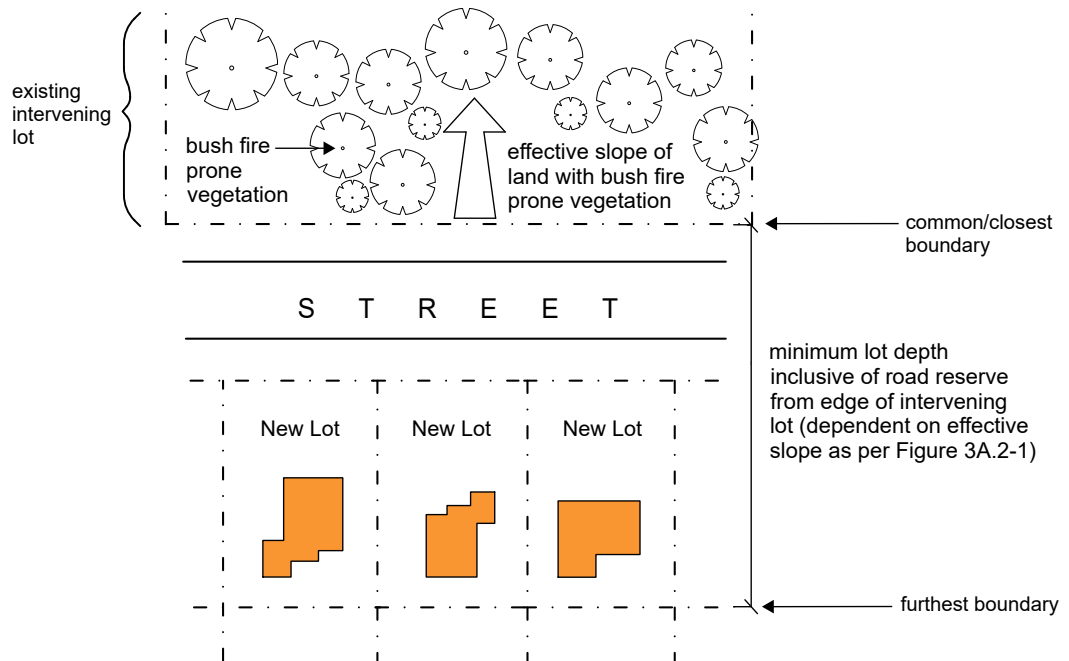 existing
intervening
lot
bush fire
prone
vegetation
effective slope of
land with bush fire
prone vegetation
common/closest
boundary
S T R E E T
minimum lot depth
inclusive of road reserve
from edge of intervening
lot (dependent on effective
slope as per Figure 3A.2-1)
New Lot
New Lot
New Lot
furthest boundary